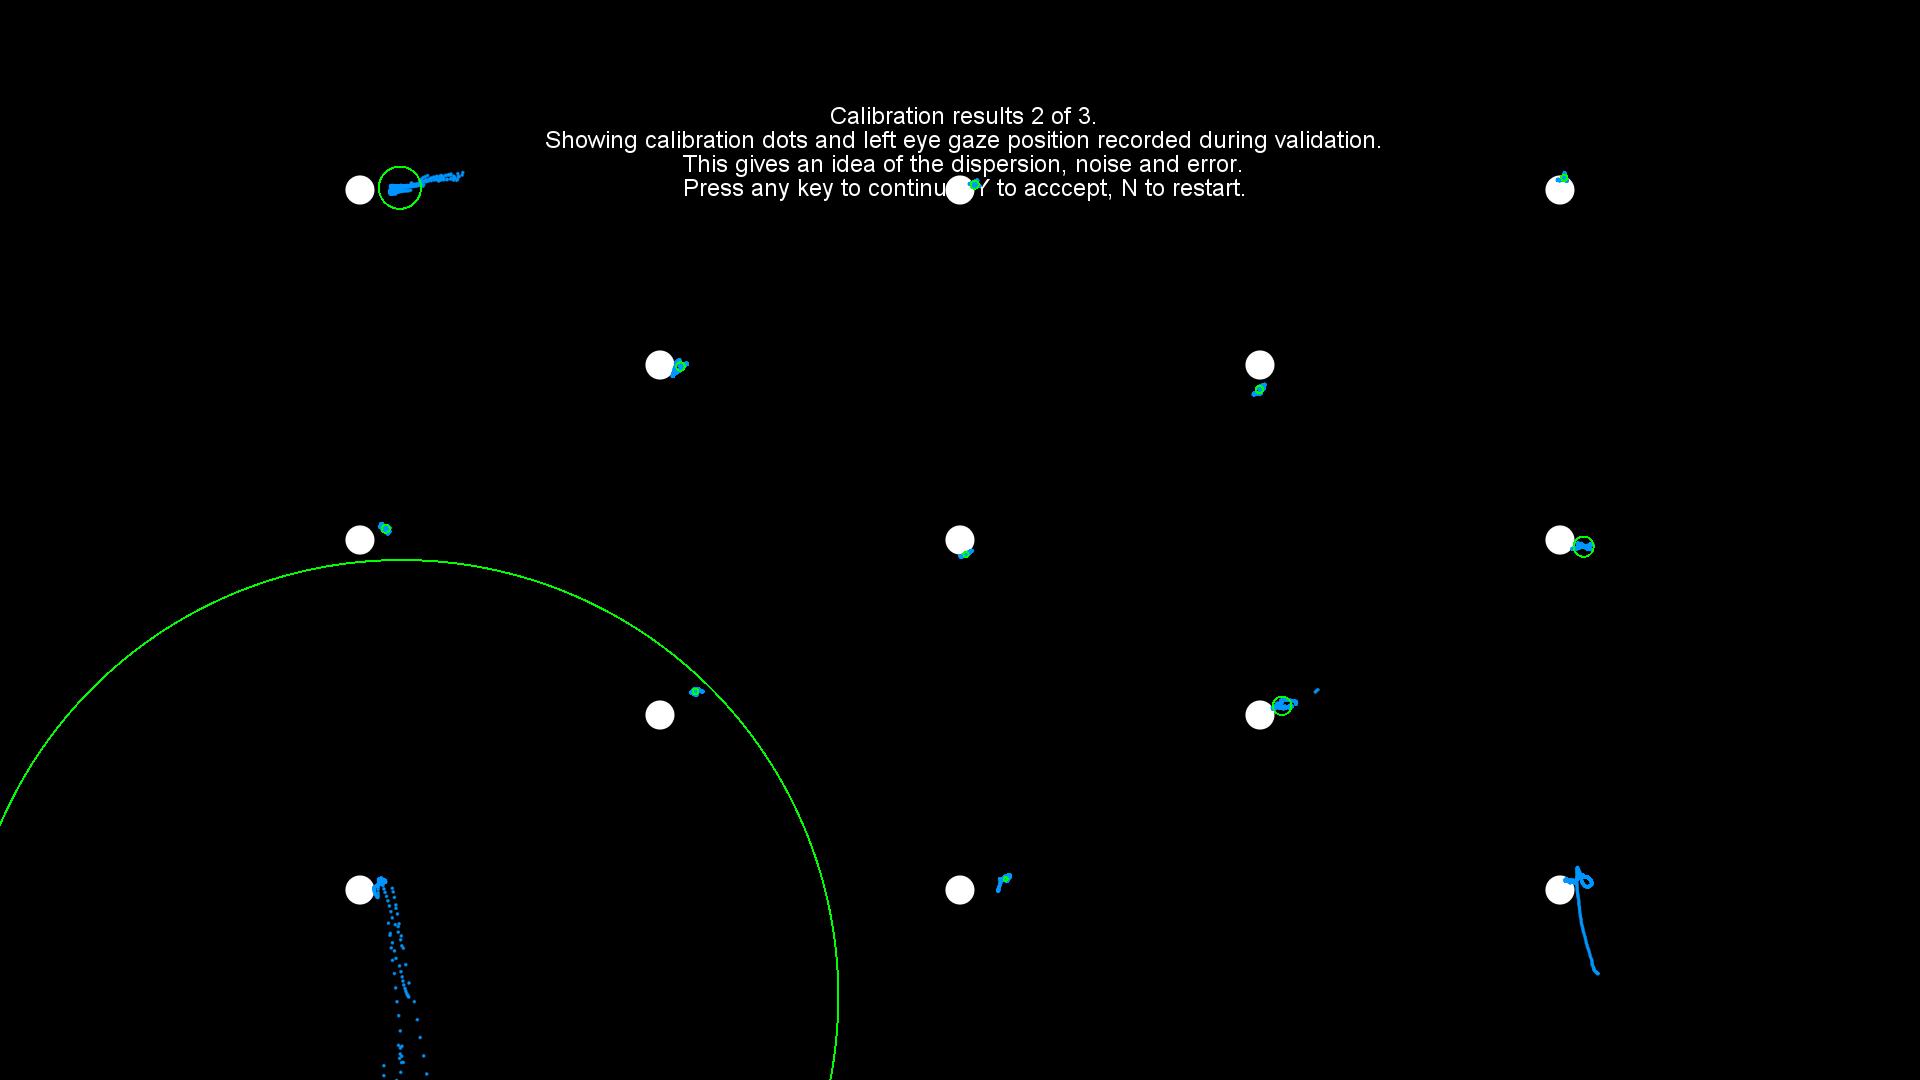 Calibration results 2 of 3.
Showing calibration dots and left eye gaze position recorded during validation.
This gives an idea of the dispersion, noise and error.
Press any key to continu Y to acccept, N to restart.